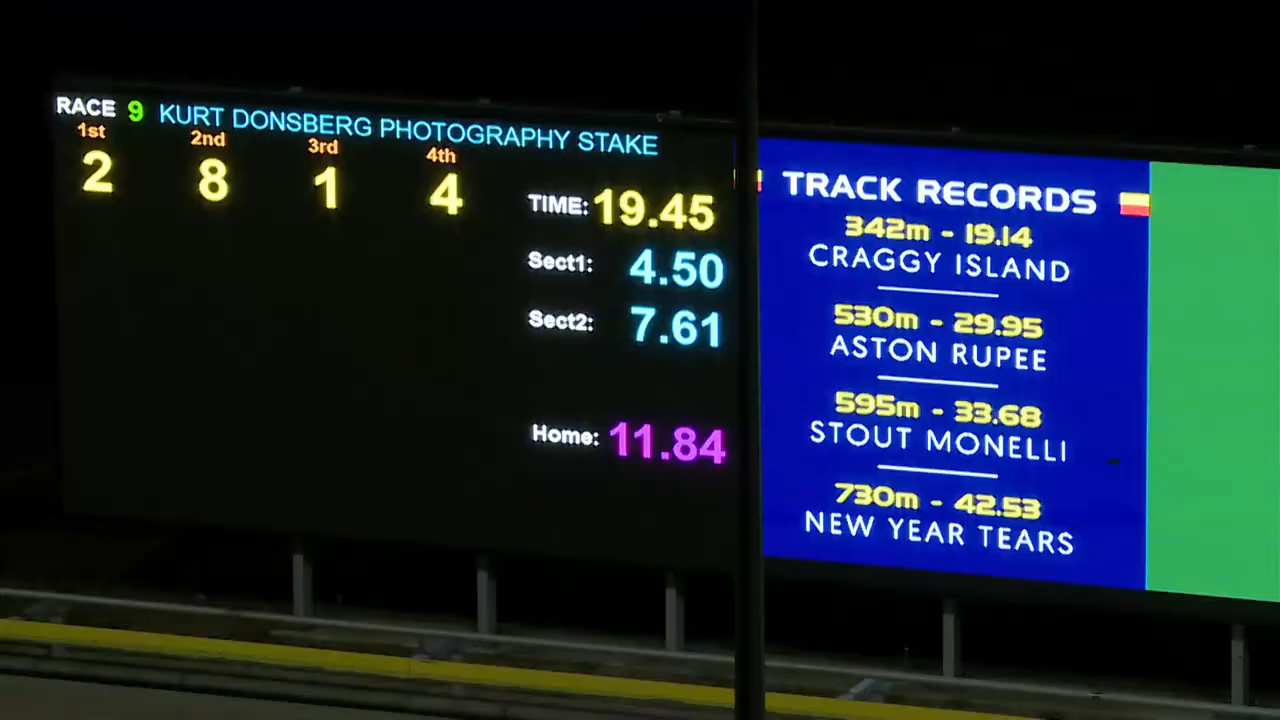 RACE 9 KURT DONSBERG PHOTOGRAPHY STAKE
1st 2nd 3rd 4th
2 8 1 4
TIME: 19.45
Sect1: 4.50
Sect2: 7.61
Home: 11.84
TRACK RECORDS
342m - 19.14
CRAGGY ISLAND
530m - 29.95
ASTON RUPEE
595m - 33.68
STOUT MONELLI
730m - 42.53
NEW YEAR TEARS